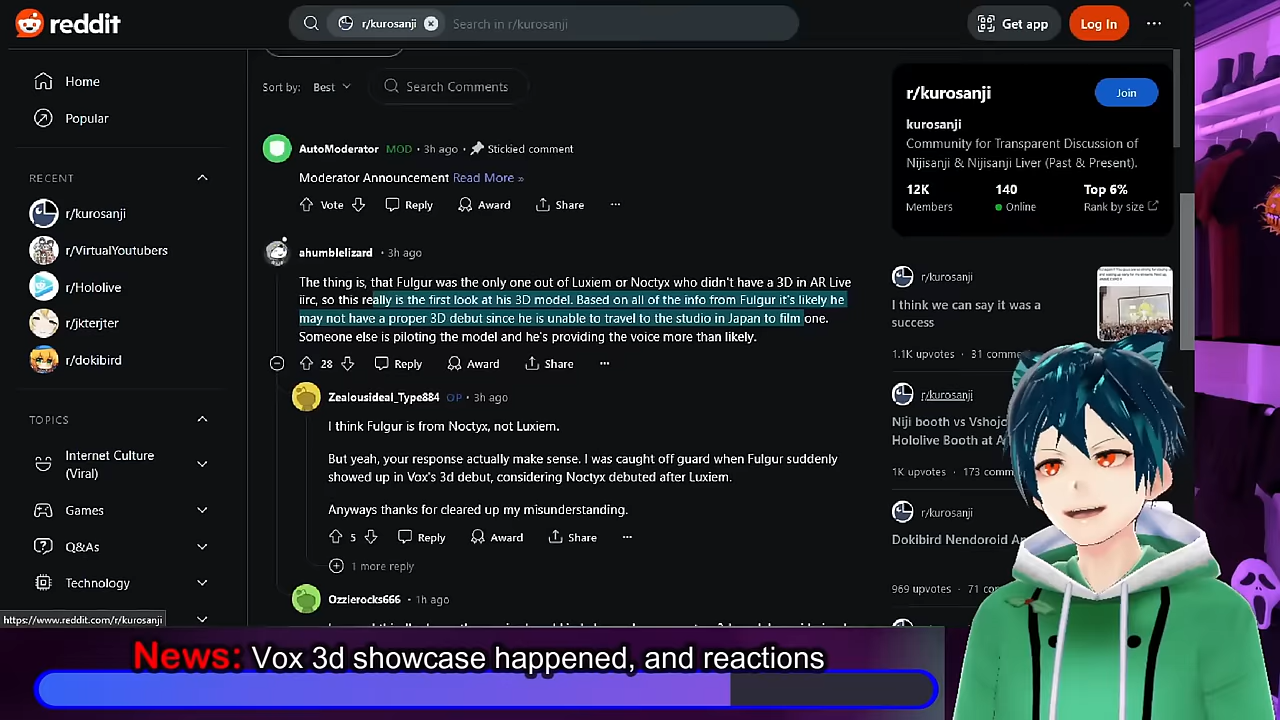 reddit
r/kurosanji
Search in r/kurosanji
Get app
Log In
Home
Popular
RECENT
r/kurosanji
r/VirtualYoutubers
r/Hololive
r/jkterjter
r/dokibird
TOPICS
Internet Culture
(Viral)
Games
Q&As
Technology
https://www.reddit.com/r/kurosanji
Sort by:
Best
Search Comments
AutoModerator MOD • 3h ago • Stickied comment
Moderator Announcement Read More »
Vote
Reply
Award
Share
ahumblelizard • 3h ago
The thing is, that Fulgur was the only one out of Luxiem or Noctyx who didn't have a 3D in AR Live
iirc, so this really is the first look at his 3D model. Based on all of the info from Fulgur it's likely he
may not have a proper 3D debut since he is unable to travel to the studio in Japan to film one.
Someone else is piloting the model and he's providing the voice more than likely.
28
Reply
Award
Share
Zealousideal_Type884 OP • 3h ago
I think Fulgur is from Noctyx, not Luxiem.
But yeah, your response actually make sense. I was caught off guard when Fulgur suddenly
showed up in Vox's 3d debut, considering Noctyx debuted after Luxiem.
Anyways thanks for cleared up my misunderstanding.
5
Reply
Award
Share
1 more reply
Ozzierocks666 • 1h ago
r/kurosanji
Join
kurosanji
Community for Transparent Discussion of
Nijisanji & Nijisanji Liver (Past & Present).
12K
140
Top 6%
Members
Online
Rank by size
r/kurosanji
I think we can say it was a
success
1.1K upvotes • 31 comme
r/kurosanji
Niji booth vs Vshojo
Hololive Booth at A
1K upvotes • 173 comm
r/kurosanji
Dokibird Nendoroid An
969 upvotes • 71 com
News: Vox 3d showcase happened, and reactions